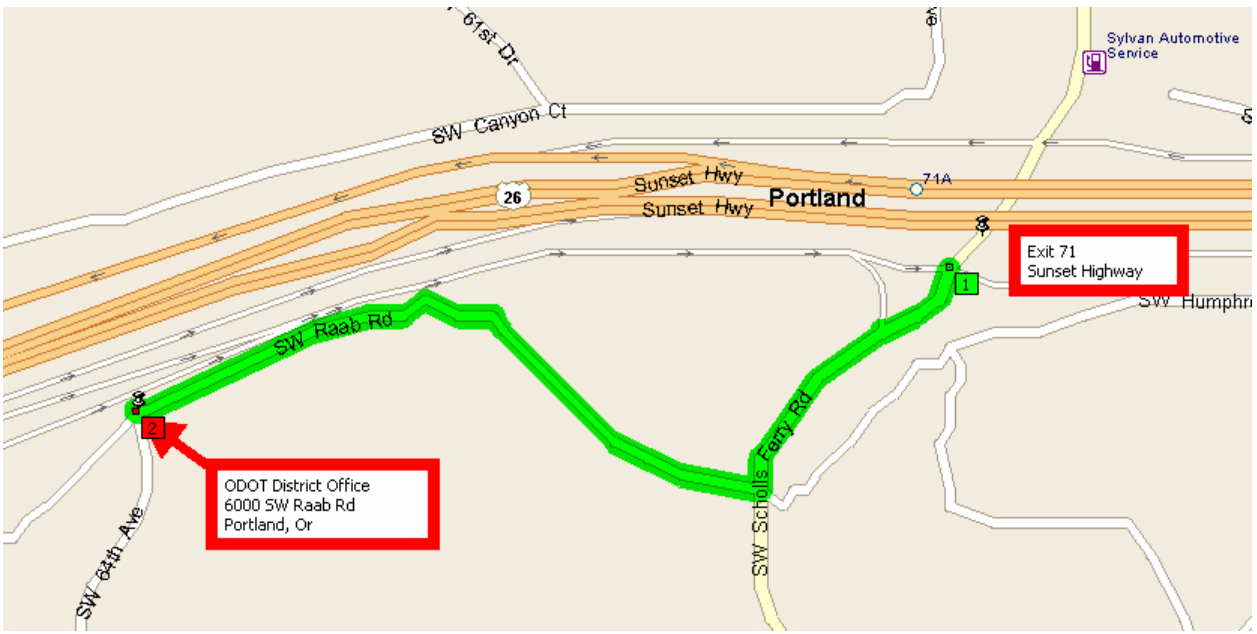 61st Dr
Sylvan Automotive
Service
SW Canyon Ct
71A
Sunset Hwy
26
Portland
Sunset Hwy
Exit 71
Sunset Highway
1
SW Humphre
SW Raab Rd
2
SW Scholls Ferry Rd
ODOT District Office
6000 SW Raab Rd
Portland, Or
SW 64th Ave